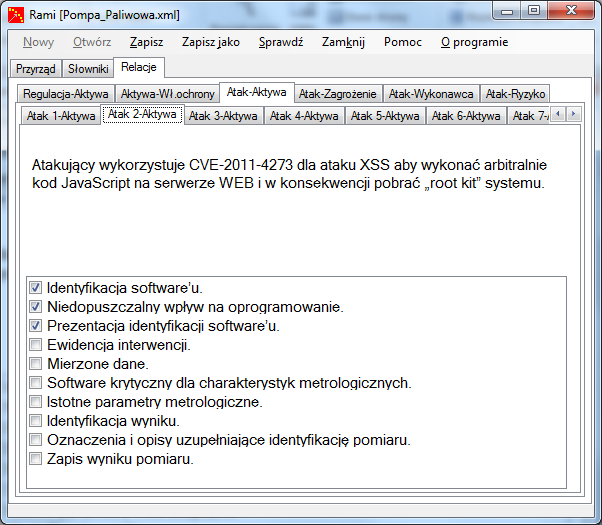 Rami [Pompa_Paliwowa.xml]
Nowy Otwórz Zapisz Zapisz jako Sprawdź Zamknij Pomoc O programie
Przyrząd Słowniki Relacje
Regulacja-Aktywa Aktywa-Wł.ochrony Atak-Aktywa Atak-Zagrożenie Atak-Wykonawca Atak-Ryzyko
Atak 1-Aktywa Atak 2-Aktywa Atak 3-Aktywa Atak 4-Aktywa Atak 5-Aktywa Atak 6-Aktywa Atak 7-
Atakujący wykorzystuje CVE-2011-4273 dla ataku XSS aby wykonać arbitralnie
kod JavaScript na serwerze WEB i w konsekwencji pobrać „root kit” systemu.
Identyfikacja software'u.
Niedopuszczalny wpływ na oprogramowanie.
Prezentacja identyfikacji software'u.
Ewidencja interwencji.
Mierzone dane.
Software krytyczny dla charakterystyk metrologicznych.
Istotne parametry metrologiczne.
Identyfikacja wyniku.
Oznaczenia i opisy uzupełniające identyfikację pomiaru.
Zapis wyniku pomiaru.